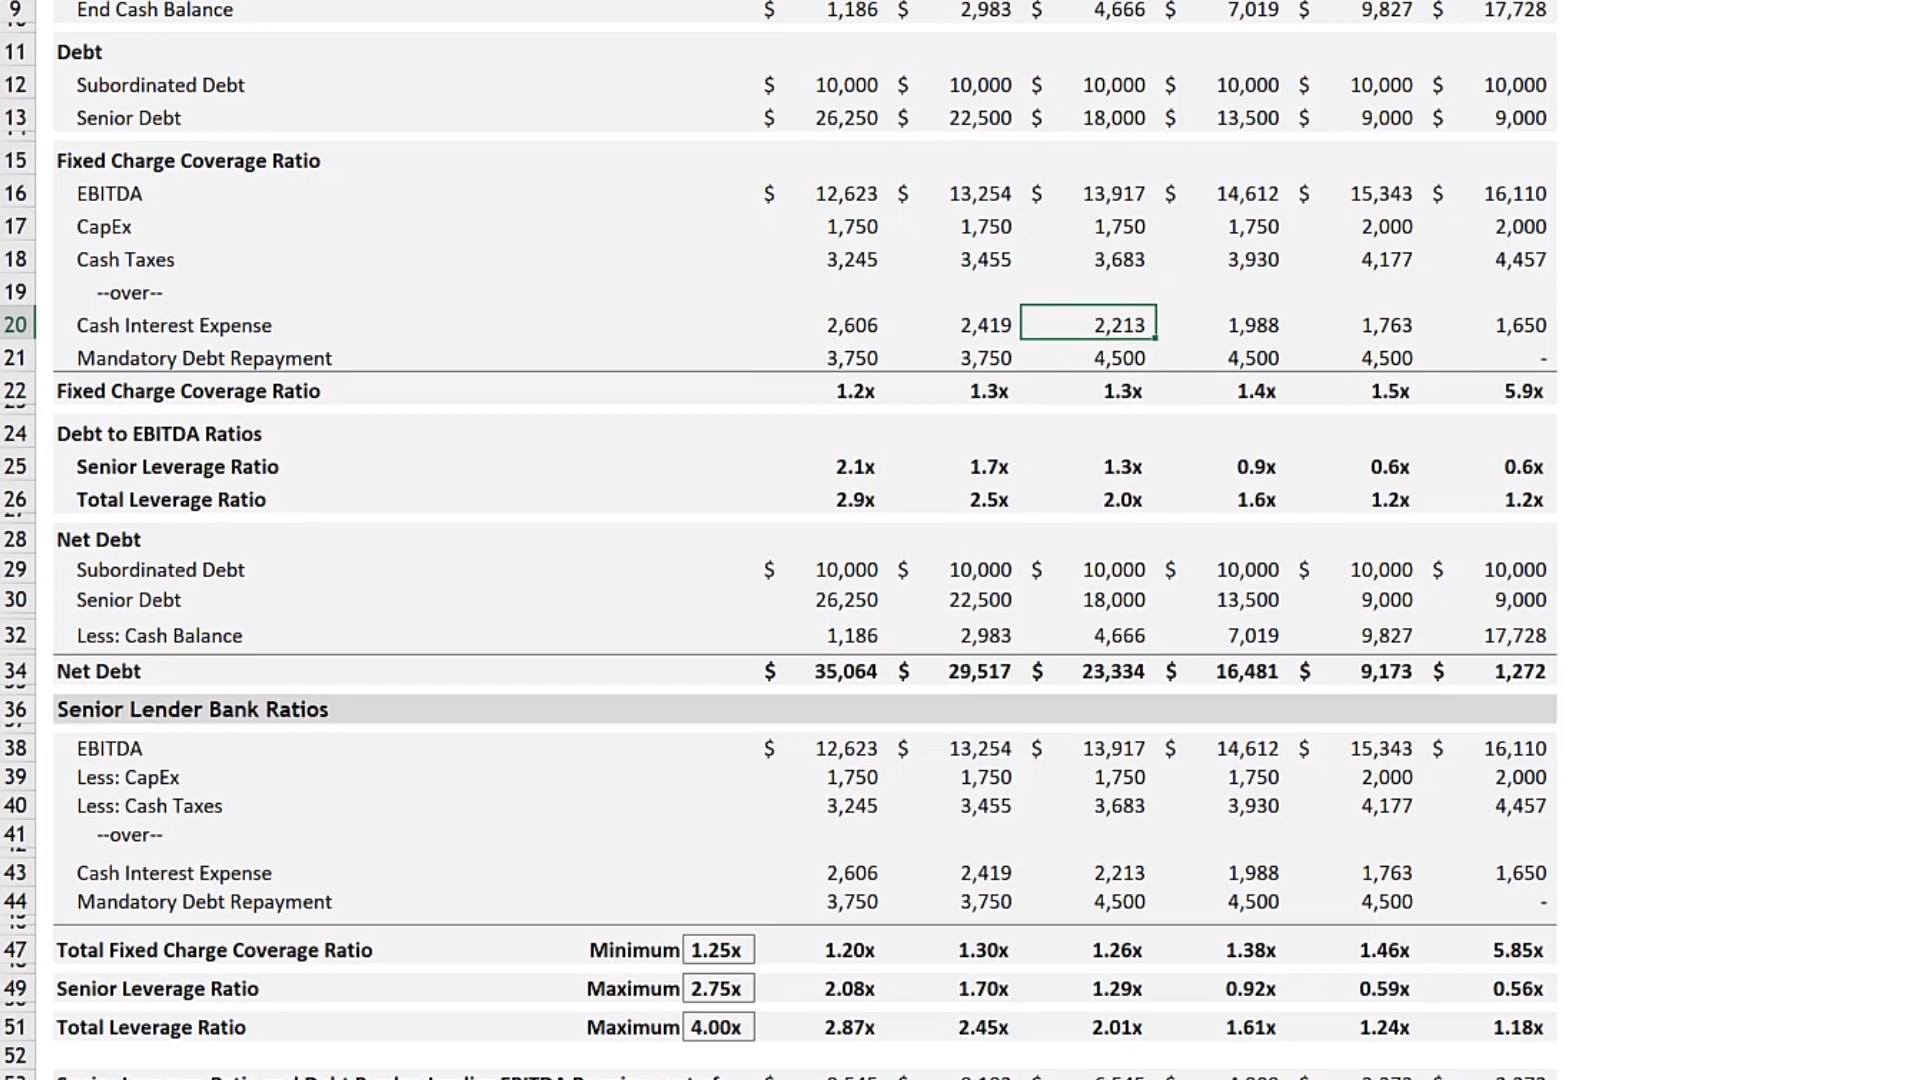 9 End Cash Balance $ 1,186 $ 2,983 $ 4,666 $ 7,019 $ 9,827 $ 17,728
11 Debt
12 Subordinated Debt $ 10,000 $ 10,000 $ 10,000 $ 10,000 $ 10,000 $ 10,000
13 Senior Debt $ 26,250 $ 22,500 $ 18,000 $ 13,500 $ 9,000 $ 9,000
15 Fixed Charge Coverage Ratio
16 EBITDA $ 12,623 $ 13,254 $ 13,917 $ 14,612 $ 15,343 $ 16,110
17 CapEx 1,750 1,750 1,750 1,750 2,000 2,000
18 Cash Taxes 3,245 3,455 3,683 3,930 4,177 4,457
19 --over--
20 Cash Interest Expense 2,606 2,419 2,213 1,988 1,763 1,650
21 Mandatory Debt Repayment 3,750 3,750 4,500 4,500 4,500 -
22 Fixed Charge Coverage Ratio 1.2x 1.3x 1.3x 1.4x 1.5x 5.9x
24 Debt to EBITDA Ratios
25 Senior Leverage Ratio 2.1x 1.7x 1.3x 0.9x 0.6x 0.6x
26 Total Leverage Ratio 2.9x 2.5x 2.0x 1.6x 1.2x 1.2x
28 Net Debt
29 Subordinated Debt $ 10,000 $ 10,000 $ 10,000 $ 10,000 $ 10,000 $ 10,000
30 Senior Debt 26,250 22,500 18,000 13,500 9,000 9,000
32 Less: Cash Balance 1,186 2,983 4,666 7,019 9,827 17,728
34 Net Debt $ 35,064 $ 29,517 $ 23,334 $ 16,481 $ 9,173 $ 1,272
36 Senior Lender Bank Ratios
38 EBITDA $ 12,623 $ 13,254 $ 13,917 $ 14,612 $ 15,343 $ 16,110
39 Less: CapEx 1,750 1,750 1,750 1,750 2,000 2,000
40 Less: Cash Taxes 3,245 3,455 3,683 3,930 4,177 4,457
41 --over--
43 Cash Interest Expense 2,606 2,419 2,213 1,988 1,763 1,650
44 Mandatory Debt Repayment 3,750 3,750 4,500 4,500 4,500 -
47 Total Fixed Charge Coverage Ratio Minimum 1.25x 1.20x 1.30x 1.26x 1.38x 1.46x 5.85x
49 Senior Leverage Ratio Maximum 2.75x 2.08x 1.70x 1.29x 0.92x 0.59x 0.56x
51 Total Leverage Ratio Maximum 4.00x 2.87x 2.45x 2.01x 1.61x 1.24x 1.18x
52